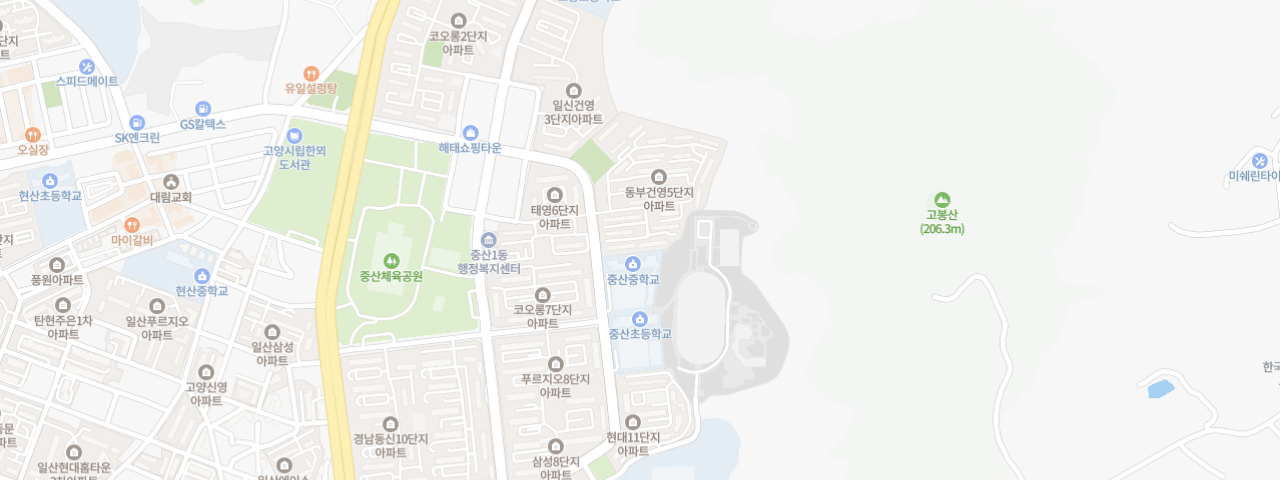 코오롱2단지
아파트
스피드메이트
유일설렁탕
일신건영
3단지아파트
GS칼텍스
SK엔크린
오실장
고양시립한뫼
도서관
해태쇼핑타운
현산초등학교
대림교회
동부건영5단지
아파트
미쉐린타이
태영6단지
아파트
고봉산
(206.3m)
마이갈비
중산1동
행정복지센터
풍원아파트
중산체육공원
현산중학교
중산중학교
탄현주은1차
아파트
일산푸르지오
아파트
코오롱7단지
아파트
중산초등학교
일산삼성
아파트
고양신영
아파트
푸르지오8단지
아파트
한국
경남동신10단지
아파트
현대11단지
아파트
일산현대홈타운
삼성8단지
아파트